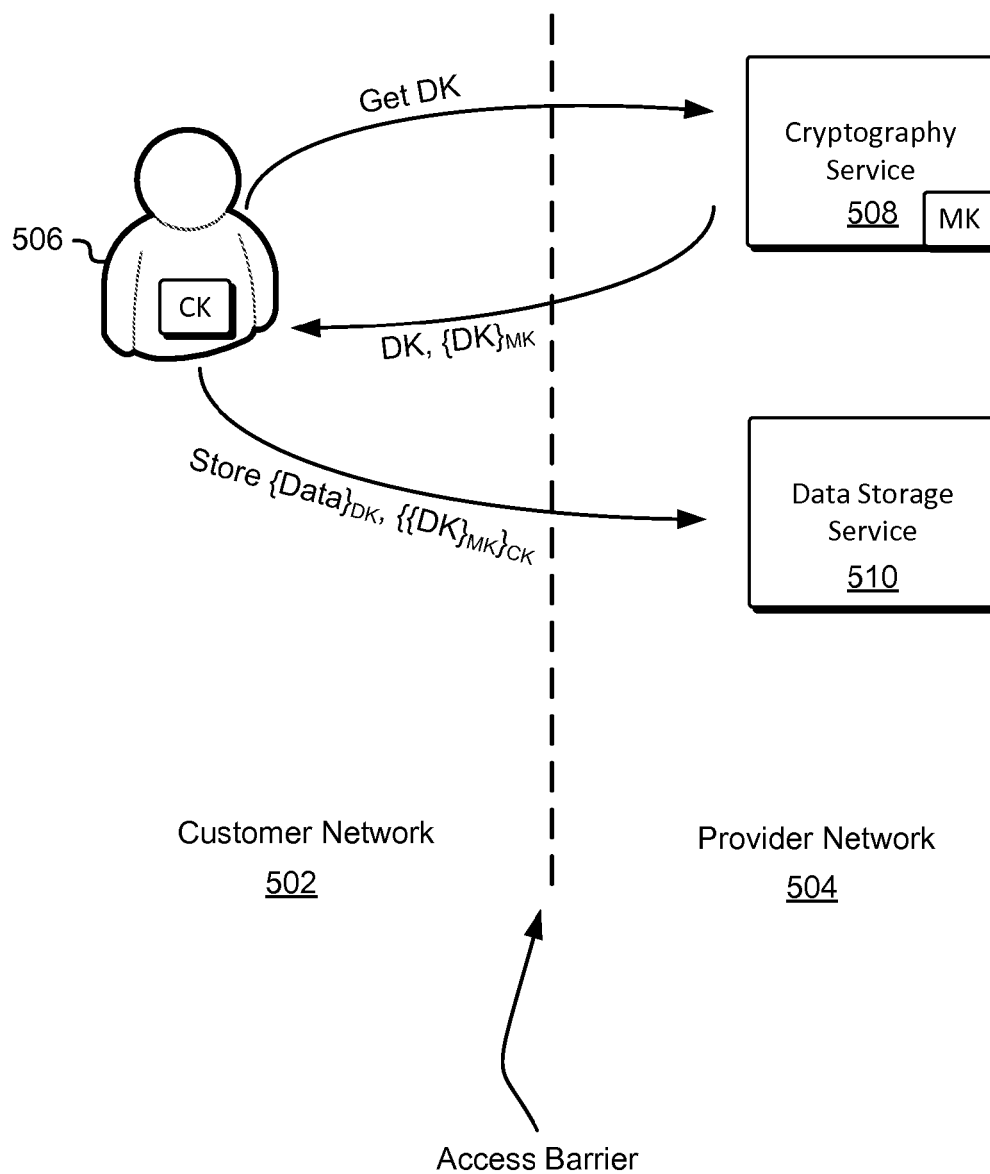 Get DK
Cryptography
Service
508
MK
506
CK
DK, {DK}MK
Store {Data}DK, {{DK}MK}CK
Data Storage
Service
510
Customer Network
502
Provider Network
504
Access Barrier